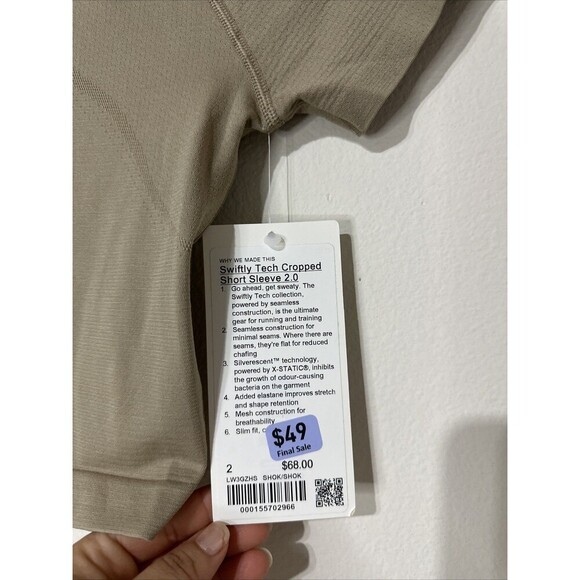 WHY WE MADE THIS
Swiftly Tech Cropped
Short Sleeve 2.0
1. Go ahead, get sweaty. The
Swiftly Tech collection,
powered by seamless
construction, is the ultimate
gear for running and training
2. Seamless construction for
minimal seams. Where there are
seams, they're flat for reduced
chafing
3. Silverescent™ technology,
powered by X-STATIC®, inhibits
the growth of odour-causing
bacteria on the garment
4. Added elastane improves stretch
and shape retention
5. Mesh construction for
breathability
6. Slim fit,
$49
Final Sale
2 $68.00
LW3GZHS SHOK/SHOK
000155702966